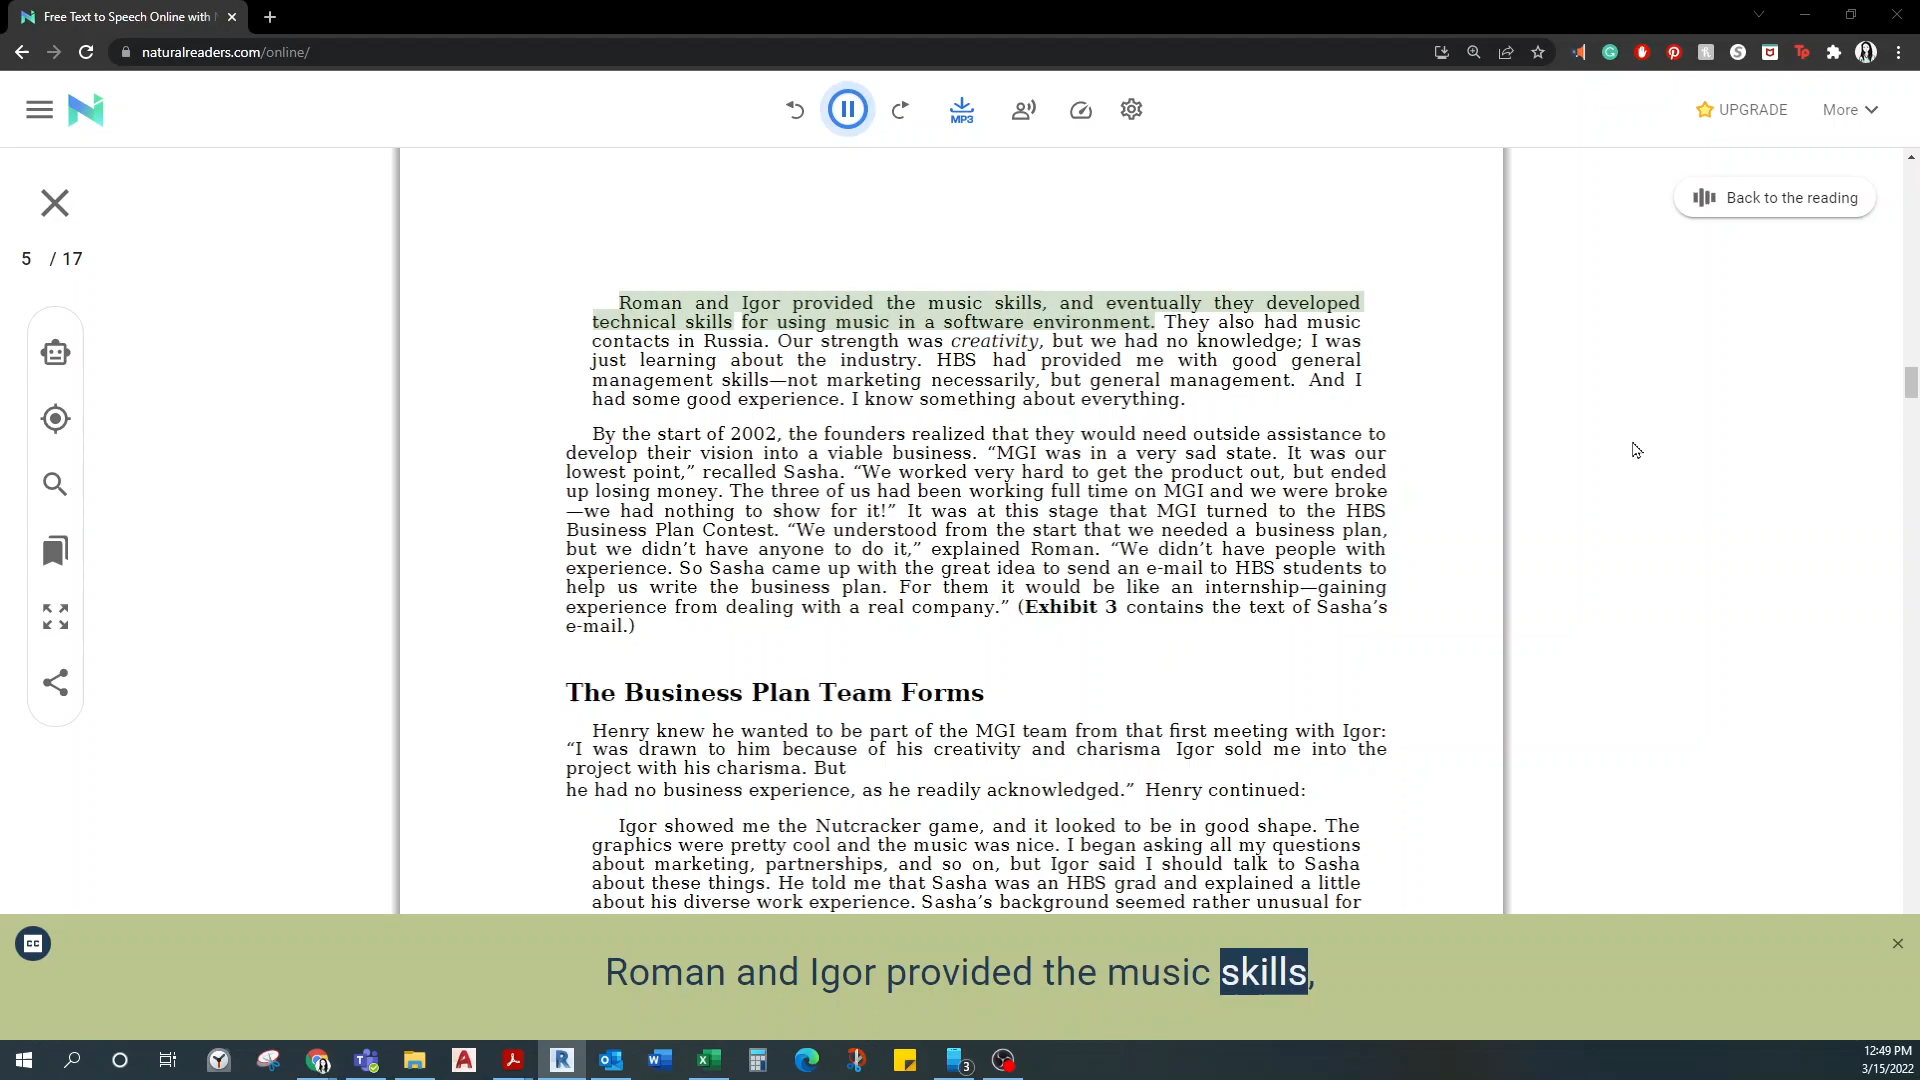 Free Text to Speech Online with
naturalreaders.com/online/
MP3
UPGRADE
More
5 / 17
Back to the reading
Roman and Igor provided the music skills, and eventually they developed
technical skills for using music in a software environment. They also had music
contacts in Russia. Our strength was creativity, but we had no knowledge; I was
just learning about the industry. HBS had provided me with good general
management skills—not marketing necessarily, but general management. And I
had some good experience. I know something about everything.
By the start of 2002, the founders realized that they would need outside assistance to
develop their vision into a viable business. “MGI was in a very sad state. It was our
lowest point,” recalled Sasha. “We worked very hard to get the product out, but ended
up losing money. The three of us had been working full time on MGI and we were broke
—we had nothing to show for it!” It was at this stage that MGI turned to the HBS
Business Plan Contest. “We understood from the start that we needed a business plan,
but we didn’t have anyone to do it,” explained Roman. “We didn’t have people with
experience. So Sasha came up with the great idea to send an e-mail to HBS students to
help us write the business plan. For them it would be like an internship—gaining
experience from dealing with a real company.” (Exhibit 3 contains the text of Sasha’s
e-mail.)
The Business Plan Team Forms
Henry knew he wanted to be part of the MGI team from that first meeting with Igor:
“I was drawn to him because of his creativity and charisma Igor sold me into the
project with his charisma. But
he had no business experience, as he readily acknowledged.” Henry continued:
Igor showed me the Nutcracker game, and it looked to be in good shape. The
graphics were pretty cool and the music was nice. I began asking all my questions
about marketing, partnerships, and so on, but Igor said I should talk to Sasha
about these things. He told me that Sasha was an HBS grad and explained a little
about his diverse work experience. Sasha’s background seemed rather unusual for
CC
Roman and Igor provided the music skills,
3
12:49 PM
3/15/2022